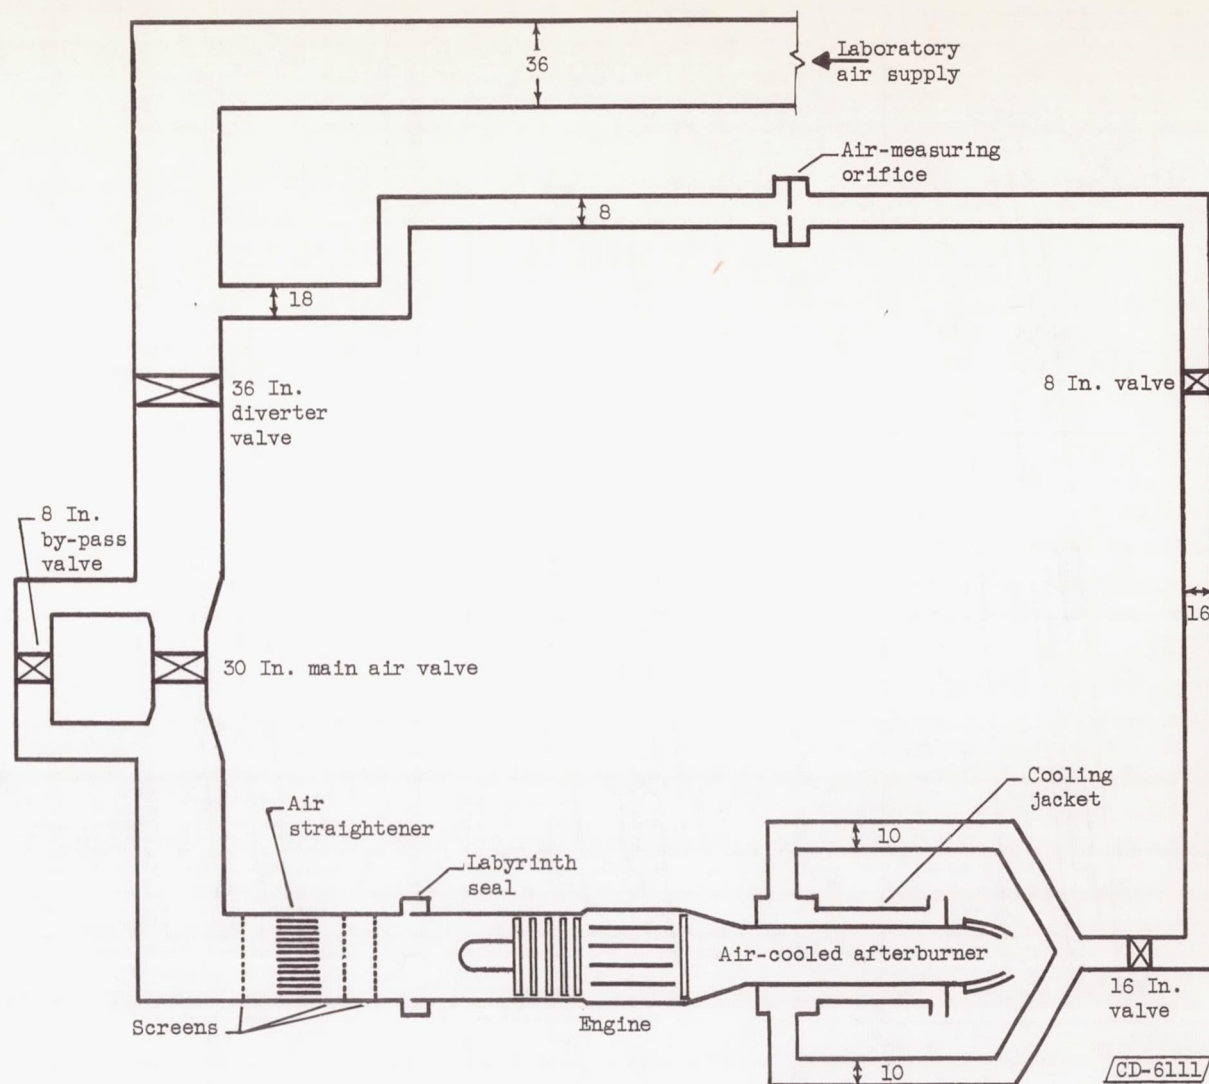 36
Laboratory
air supply
Air-measuring
orifice
8
18
36 In.
diverter
valve
8 In. valve
8 In.
by-pass
valve
16
30 In. main air valve
Cooling
jacket
Air
straightener
10
Labyrinth
seal
Air-cooled afterburner
16 In.
valve
Screens
Engine
10
CD-6111